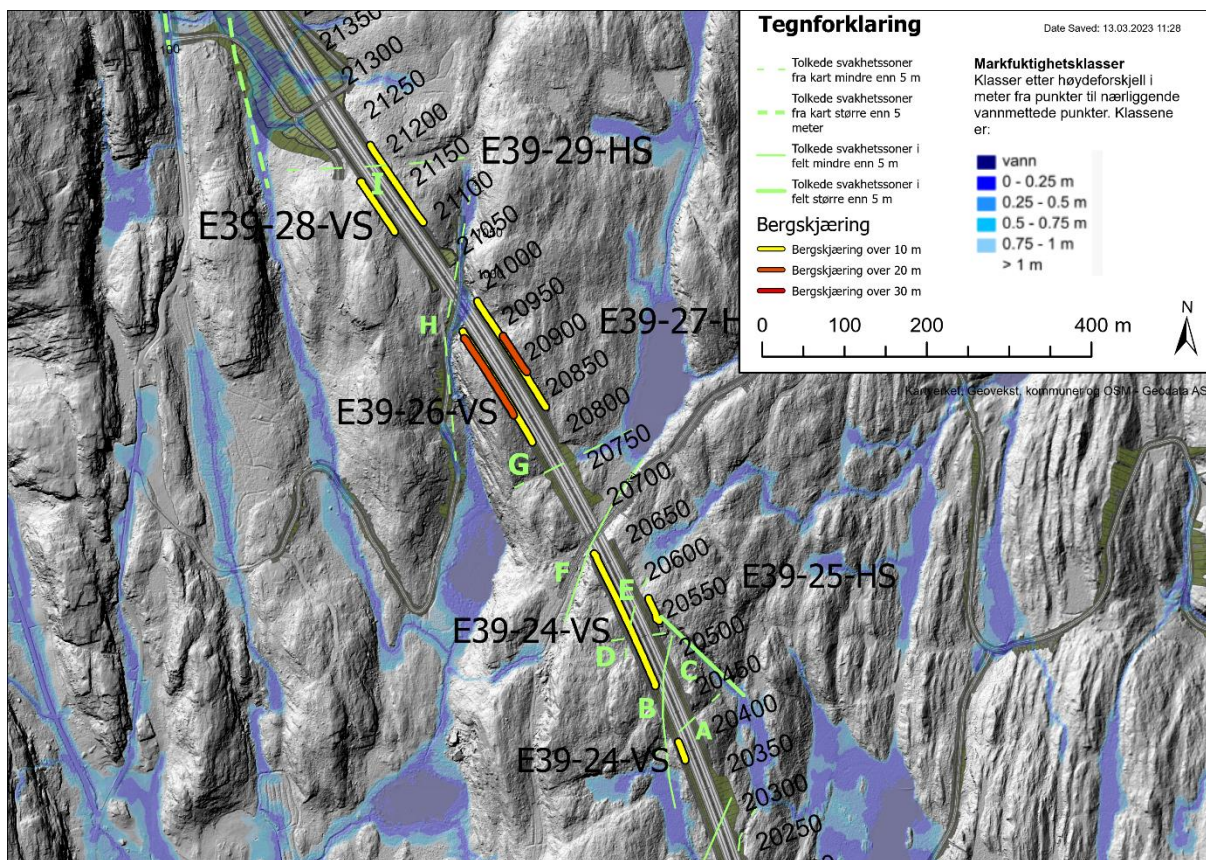 Tegnforklaring
Date Saved: 13.03.2023 11:28
Tolkede svakhetssoner
fra kart mindre enn 5 m
Tolkede svakhetssoner
fra kart større enn 5
meter
Tolkede svakhetssoner i
felt mindre enn 5 m
Tolkede svakhetssoner i
felt større enn 5 m
Bergskjæring
Bergskjæring over 10 m
Bergskjæring over 20 m
Bergskjæring over 30 m
Markfuktighetsklasser
Klasser etter høydeforskjell i
meter fra punkter til nærliggende
vannmettede punkter. Klassene
er:
vann
0 - 0.25 m
0.25 - 0.5 m
0.5 - 0.75 m
0.75 - 1 m
> 1 m
N
0 100 200 400 m
Kartverket, Geovekst, kommuner og OSM - Geodata AS
21350
21300
21250
21200
21150
21100
21050
21000
20950
20900
20850
20800
20750
20700
20650
20600
20550
20500
20450
20400
20350
20300
20250
E39-29-HS
I
E39-28-VS
H
E39-27-H
E39-26-VS
G
F
E
E39-25-HS
E39-24-VS
D
C
B
A
E39-24-VS